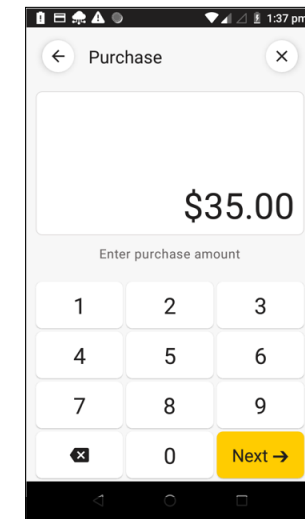 1:37 pm
Purchase
$35.00
Enter purchase amount
1 2 3
4 5 6
7 8 9
0 Next